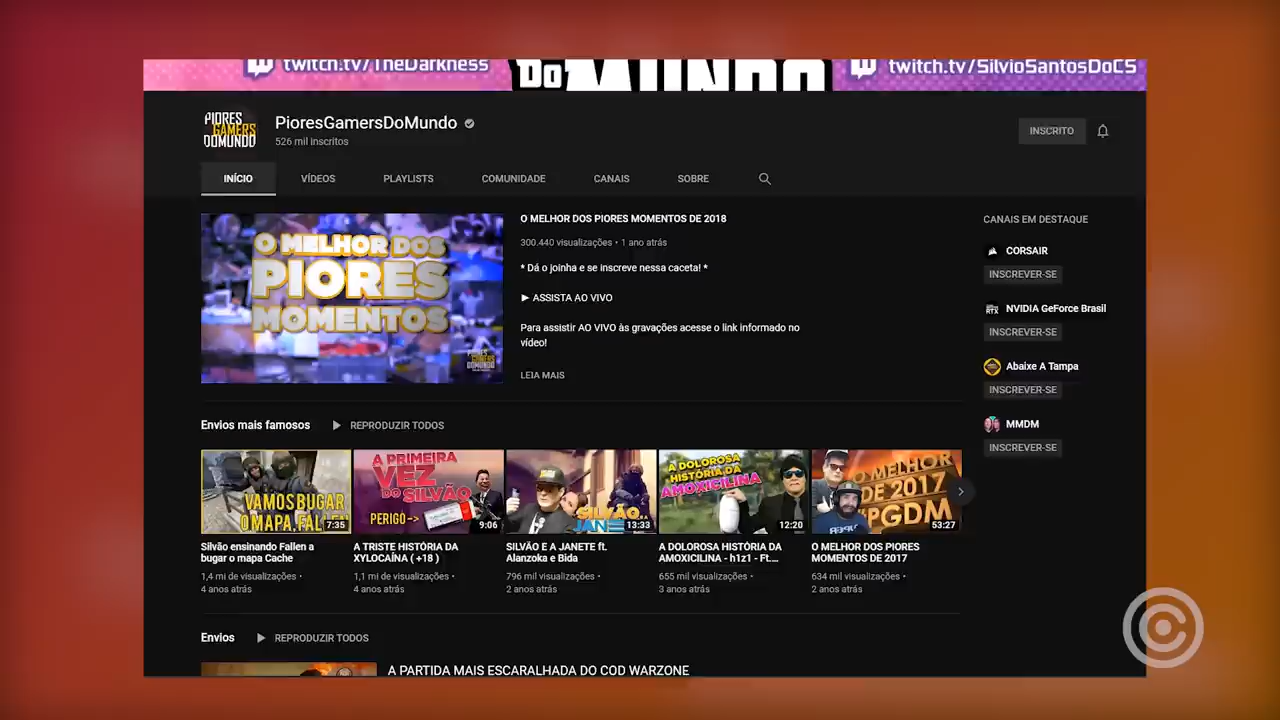 twitch.tv/TheDarkness
DO MUNDO
twitch.tv/SilvioSantosDoCS
PIORES
GAMERS
DOMUNDO
PioresGamersDoMundo
526 mil inscritos
INSCRITO
INÍCIO
VÍDEOS
PLAYLISTS
COMUNIDADE
CANAIS
SOBRE
O MELHOR DOS
PIORES
MOMENTOS
PIORES
GAMERS
DOMUNDO
O MELHOR DOS PIORES MOMENTOS DE 2018
300.440 visualizações • 1 ano atrás
* Dá o joinha e se inscreve nessa caceta! *
► ASSISTA AO VIVO
Para assistir AO VIVO às gravações acesse o link informado no
vídeo!
LEIA MAIS
CANAIS EM DESTAQUE
CORSAIR
INSCREVER-SE
RTX
NVIDIA GeForce Brasil
INSCREVER-SE
Abaixe A Tampa
INSCREVER-SE
MMDM
INSCREVER-SE
Envios mais famosos
REPRODUZIR TODOS
VAMOS BUGAR
O MAPA, FALLEN
7:35
Silvão ensinando Fallen a
bugar o mapa Cache
1,4 mi de visualizações •
4 anos atrás
A PRIMEIRA
VEZ
DO SILVÃO
PERIGO->
9:06
A TRISTE HISTÓRIA DA
XYLOCAÍNA ( +18 )
1,1 mi de visualizações •
4 anos atrás
SILVÃO
JANE
13:33
SILVÃO E A JANETE ft.
Alanzoka e Bida
796 mil visualizações •
2 anos atrás
A DOLOROSA
HISTÓRIA DA
AMOXICILINA
12:20
A DOLOROSA HISTÓRIA DA
AMOXICILINA - h1z1 - Ft....
655 mil visualizações •
3 anos atrás
O MELHOR
DE 2017
#PGDM
53:27
O MELHOR DOS PIORES
MOMENTOS DE 2017
634 mil visualizações •
2 anos atrás
Envios
REPRODUZIR TODOS
A PARTIDA MAIS ESCARALHADA DO COD WARZONE